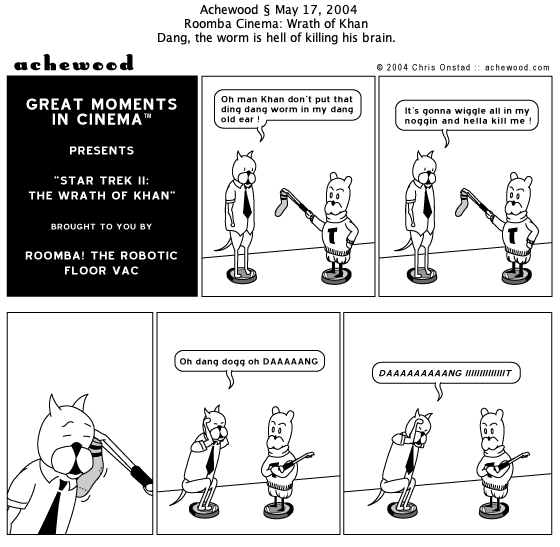 Achewood § May 17, 2004
Roomba Cinema: Wrath of Khan
Dang, the worm is hell of killing his brain.
achewood
© 2004 Chris Onstad :: achewood.com
GREAT MOMENTS
IN CINEMA™
PRESENTS
"STAR TREK II:
THE WRATH OF KHAN"
BROUGHT TO YOU BY
ROOMBA! THE ROBOTIC
FLOOR VAC
Oh man Khan don't put that
ding dang worm in my dang
old ear !
T
It's gonna wiggle all in my
noggin and hella kill me !
T
Oh dang dogg oh DAAAAANG
DAAAAAAAAANG IIIIIIIIIIIIIIT